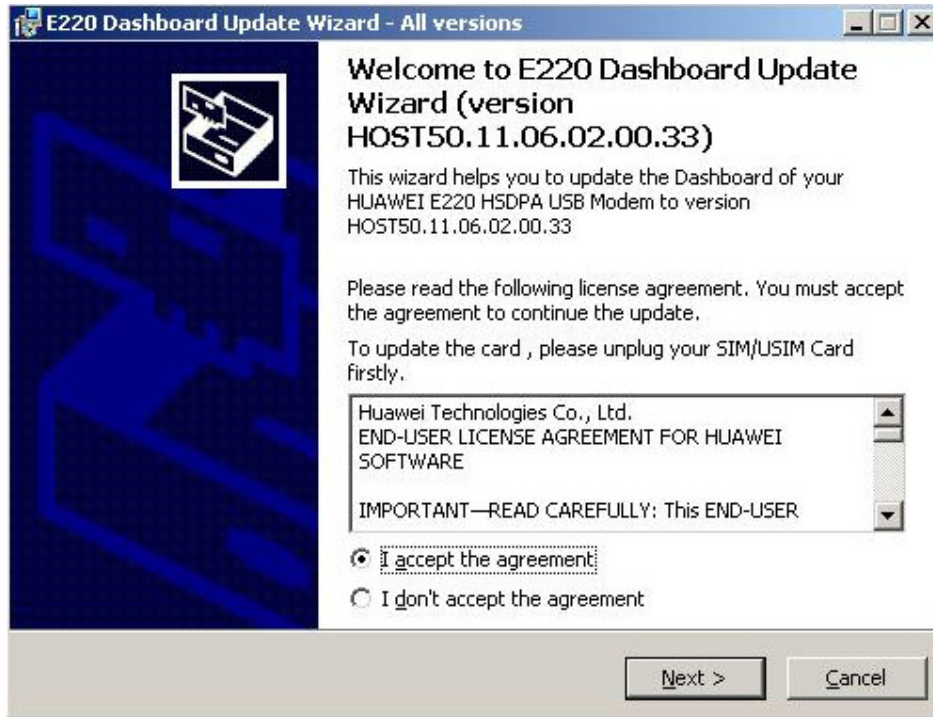 E220 Dashboard Update Wizard - All versions
Welcome to E220 Dashboard Update
Wizard (version
HOST50.11.06.02.00.33)
This wizard helps you to update the Dashboard of your
HUAWEI E220 HSDPA USB Modem to version
HOST50.11.06.02.00.33
Please read the following license agreement. You must accept
the agreement to continue the update.
To update the card , please unplug your SIM/USIM Card
firstly.
Huawei Technologies Co., Ltd.
END-USER LICENSE AGREEMENT FOR HUAWEI
SOFTWARE
IMPORTANT—READ CAREFULLY: This END-USER
I accept the agreement
I don't accept the agreement
Next >
Cancel